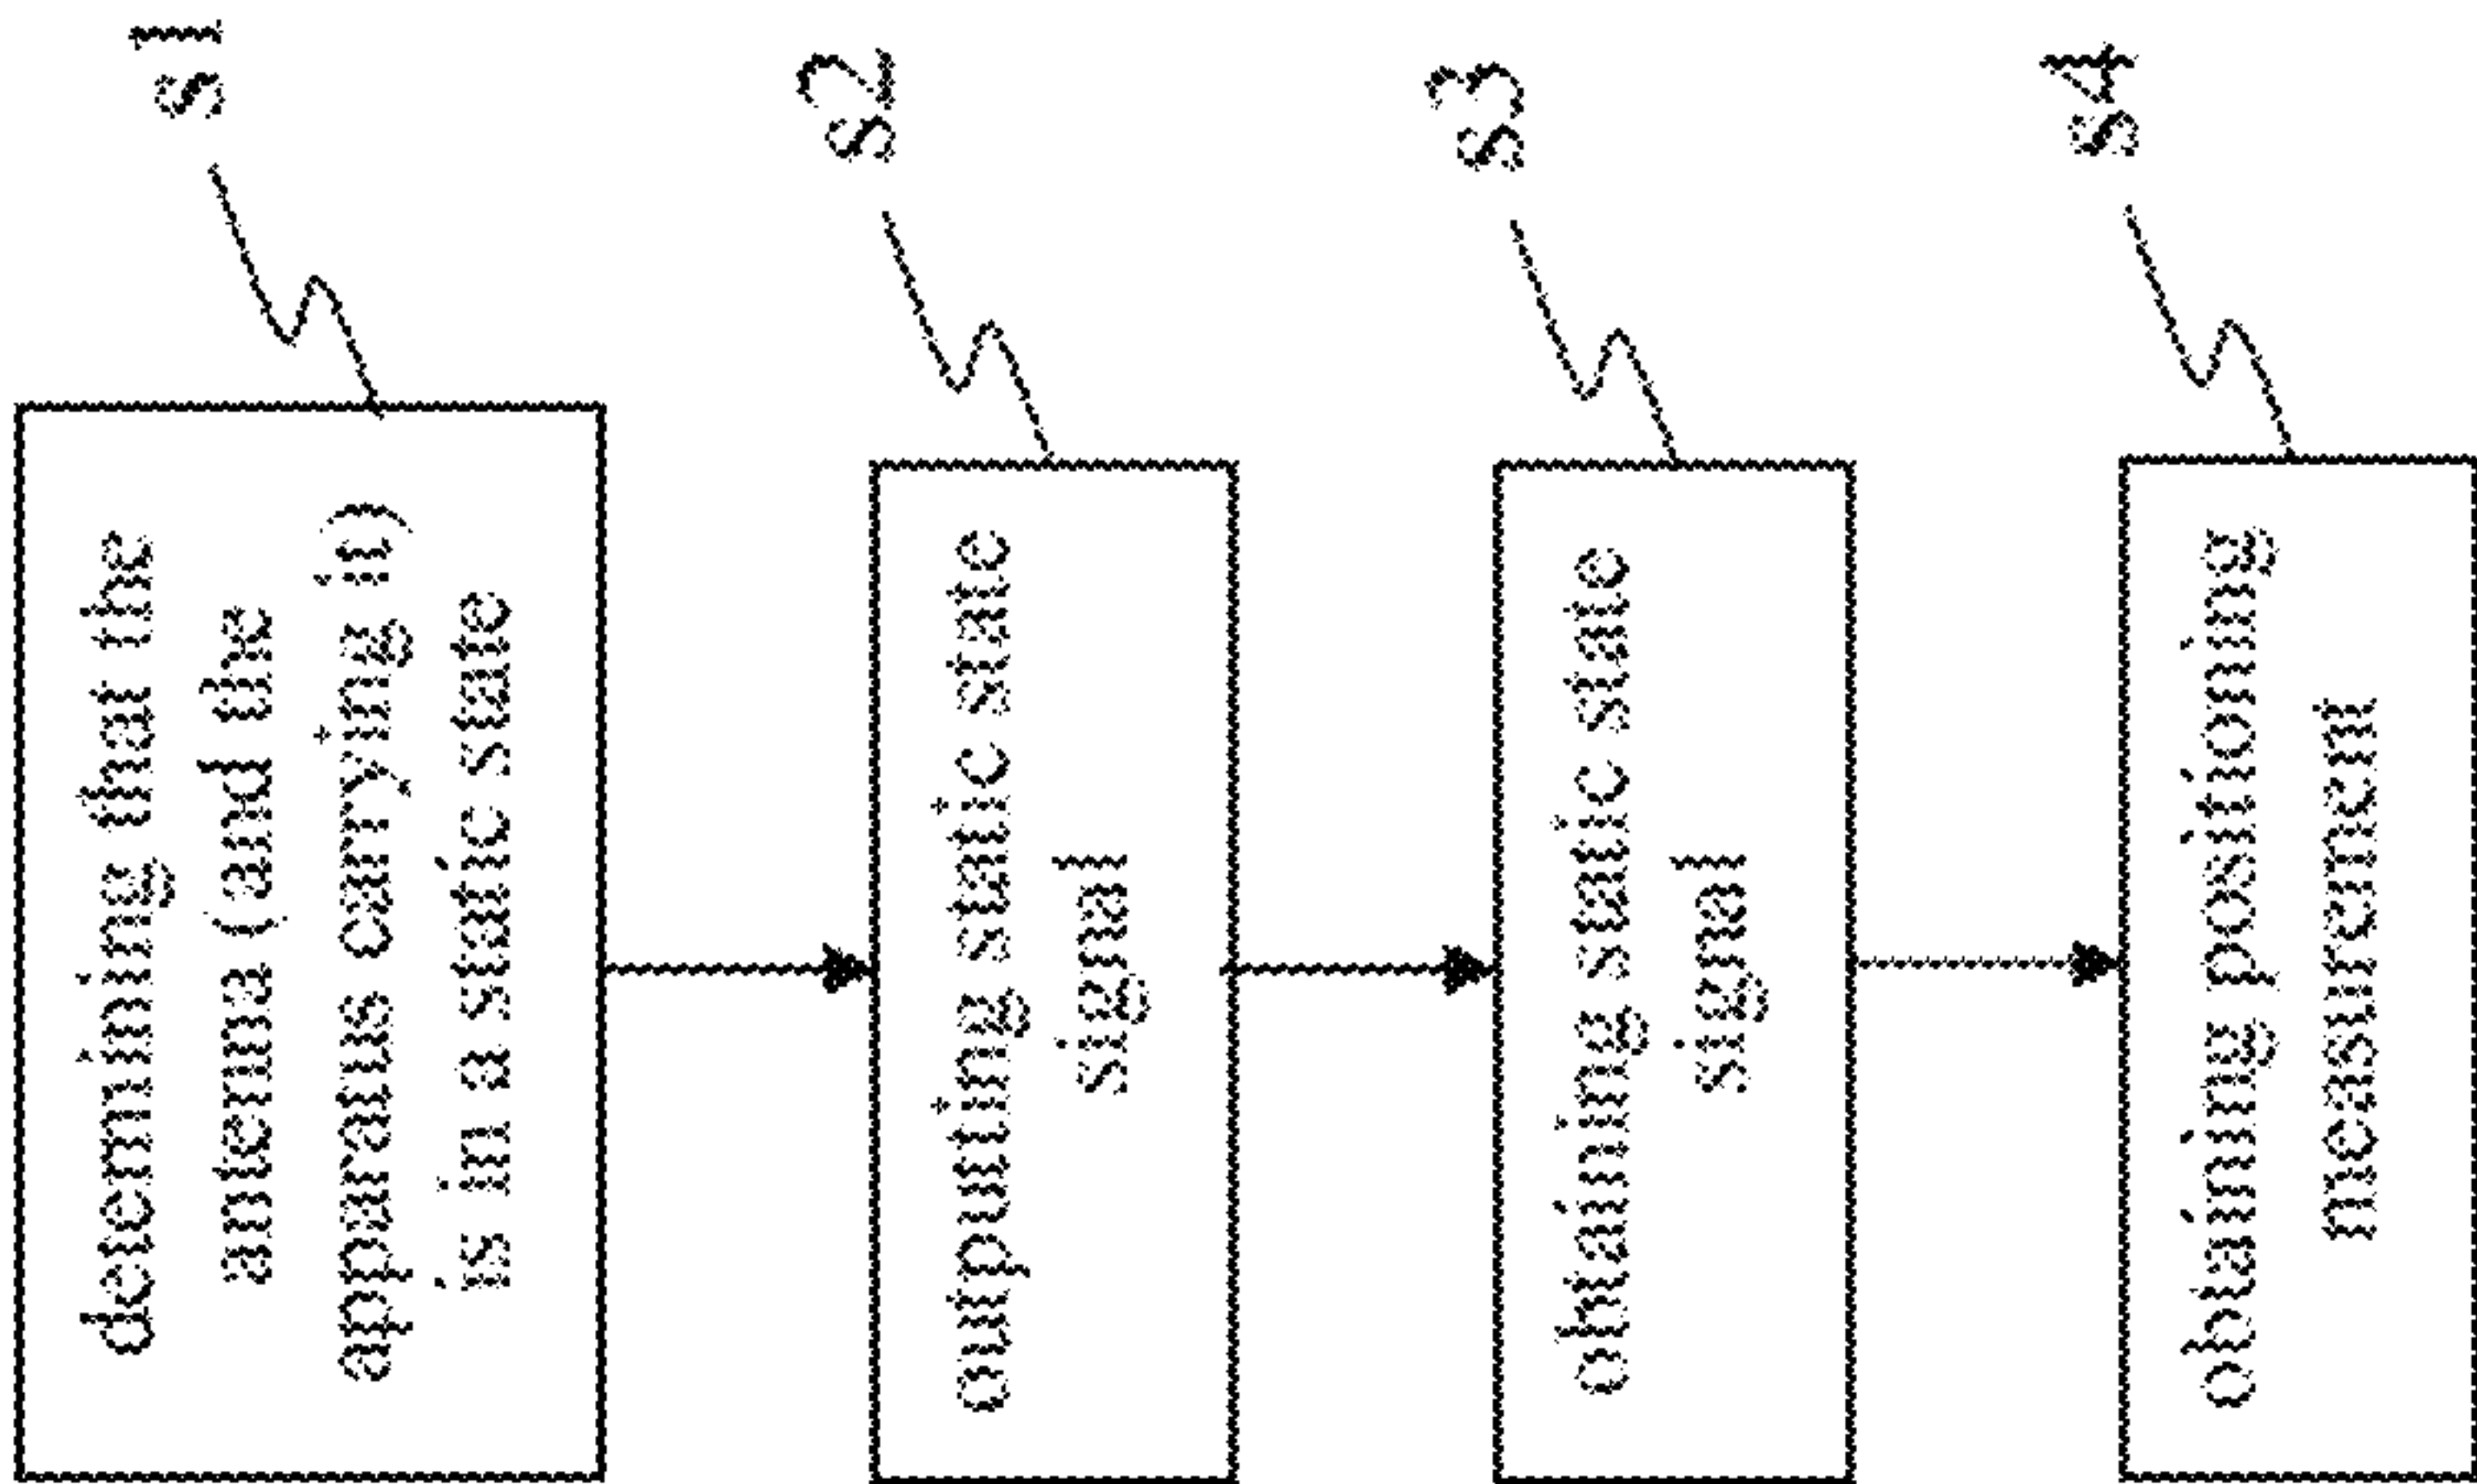 determining that the
antenna (and the
apparatus carrying it)
is in a static state
s1
outputting static state
signal
s2
obtaining static state
signal
s3
obtaining positioning
measurement
s4